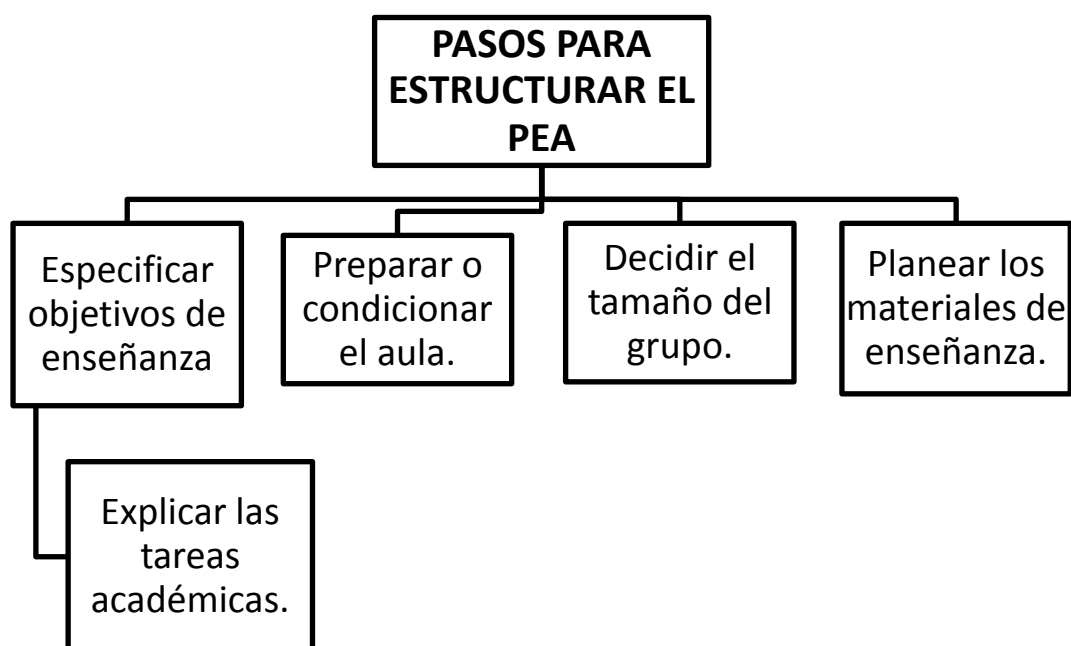 PASOS PARA
ESTRUCTURAR EL
PEA
Especificar
objetivos de
enseñanza
Preparar o
condicionar
el aula.
Decidir el
tamaño del
grupo.
Planear los
materiales de
enseñanza.
Explicar las
tareas
académicas.